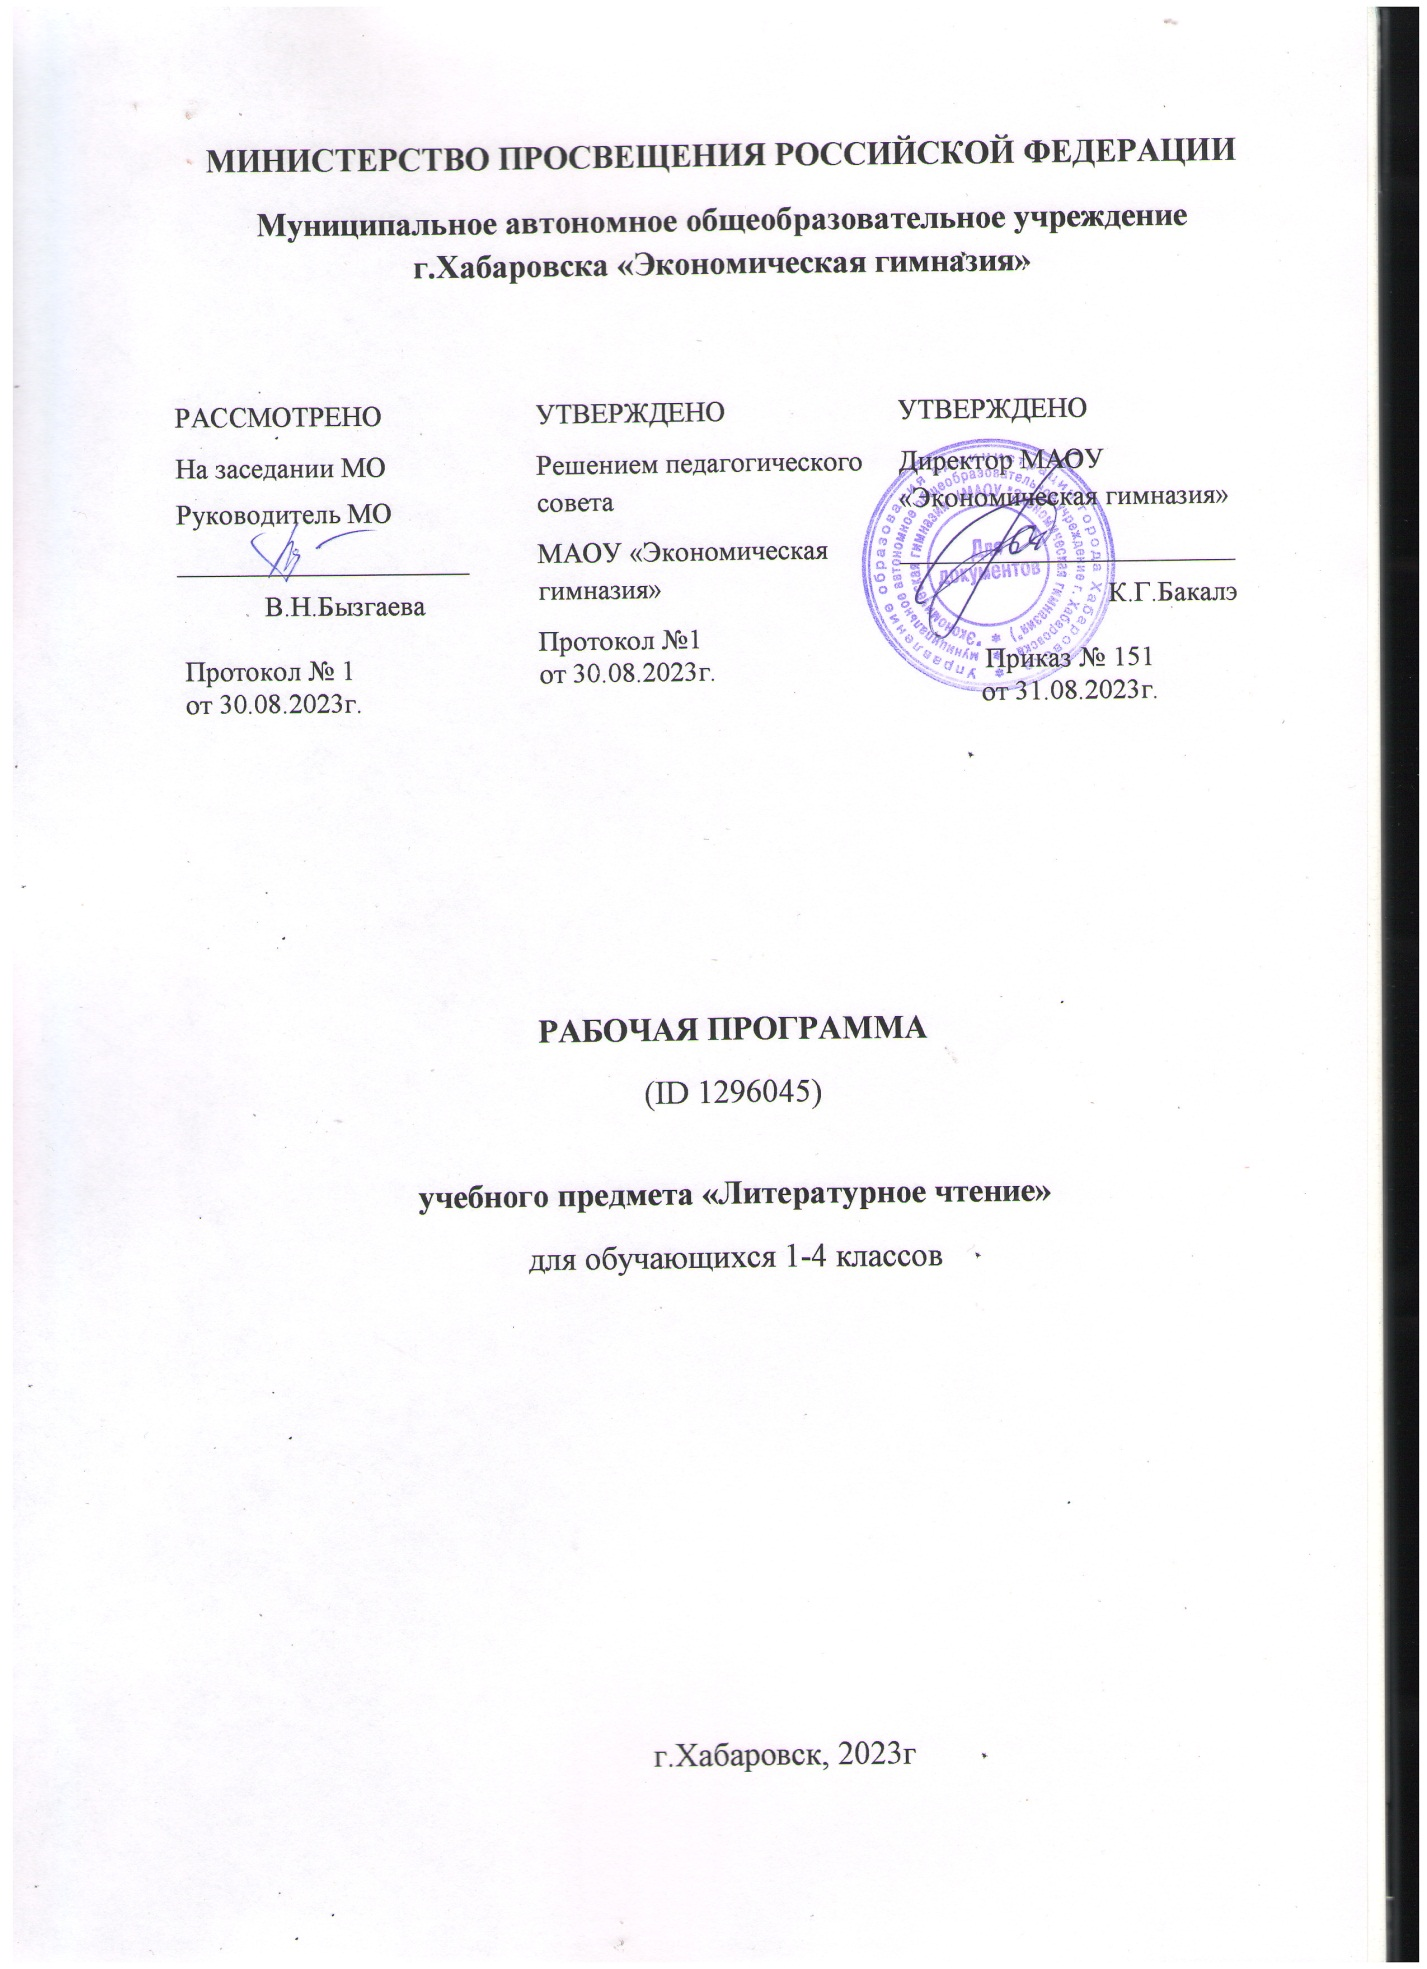 МИНИСТЕРСТВО ПРОСВЕЩЕНИЯ РОССИЙСКОЙ ФЕДЕРАЦИИ
Муниципальное автономное общеобразовательное учреждение
г.Хабаровска «Экономическая гимназия»
РАССМОТРЕНО
На заседании МО
Руководитель МО
В.Н.Бызгаева
Протокол № 1
от 30.08.2023г.
УТВЕРЖДЕНО
Решением педагогического
совета
МАОУ «Экономическая
гимназия»
Протокол №1
от 30.08.2023г.
УТВЕРЖДЕНО
Директор МАОУ
«Экономическая гимназия»
К.Г.Бакалэ
Приказ № 151
от 31.08.2023г.
Для
документов
РАБОЧАЯ ПРОГРАММА
(ID 1296045)
учебного предмета «Литературное чтение»
для обучающихся 1-4 классов
г.Хабаровск, 2023г